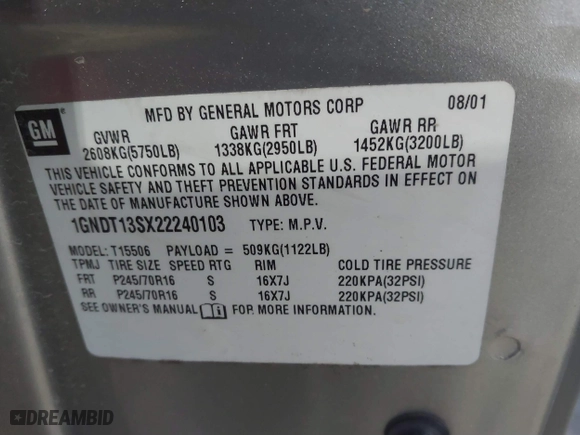 MFD BY GENERAL MOTORS CORP 08/01
GM
GVWR GAWR FRT GAWR RR
2608KG(5750LB) 1338KG(2950LB) 1452KG(3200LB)
THIS VEHICLE CONFORMS TO ALL APPLICABLE U.S. FEDERAL MOTOR
VEHICLE SAFETY AND THEFT PREVENTION STANDARDS IN EFFECT ON
THE DATE OF MANUFACTURE SHOWN ABOVE.
1GNDT13SX22240103 TYPE: M.P.V.
MODEL: T15506 PAYLOAD = 509KG(1122LB)
TPMJ TIRE SIZE SPEED RTG RIM COLD TIRE PRESSURE
FRT P245/70R16 S 16X7J 220KPA(32PSI)
RR P245/70R16 S 16X7J 220KPA(32PSI)
SEE OWNER'S MANUAL FOR MORE INFORMATION
DREAMBID